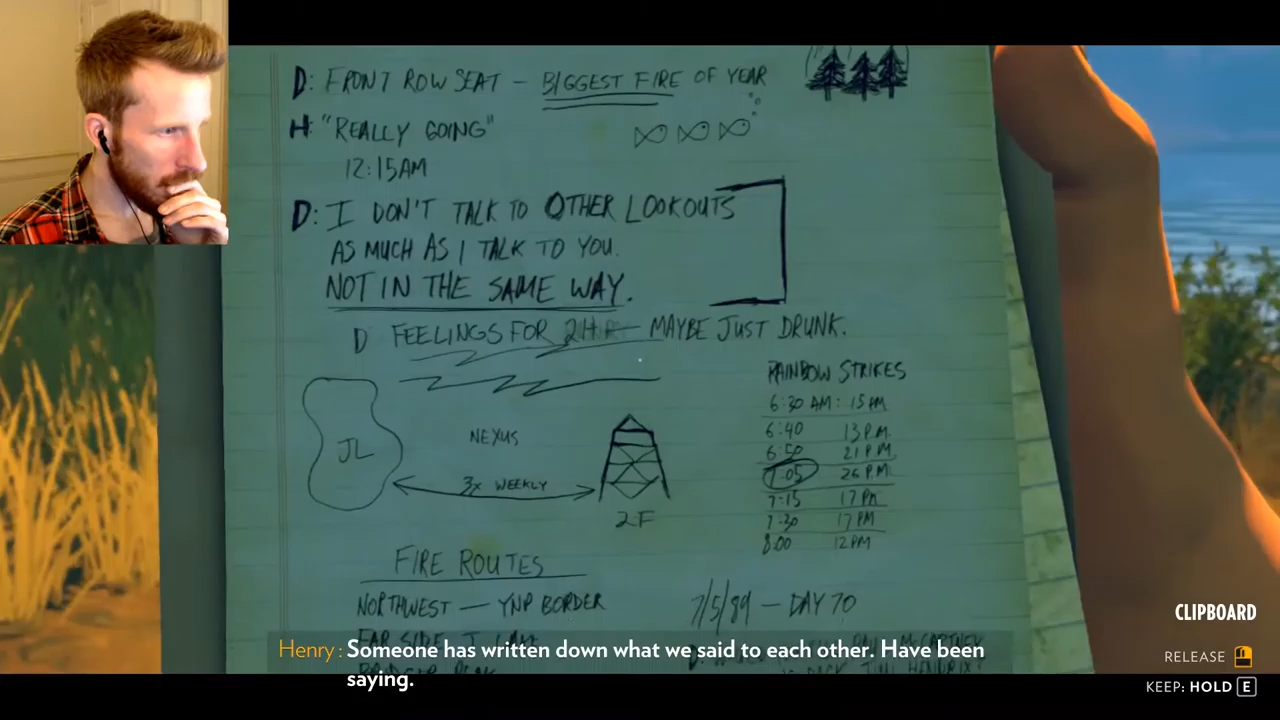 D: FRONT ROW SEAT - BIGGEST FIRE OF YEAR
H: "REALLY GOING"
12:15AM
D: I DON'T TALK TO OTHER LOOKOUTS
AS MUCH AS I TALK TO YOU.
NOT IN THE SAME WAY.
D FEELINGS FOR MAYBE JUST DRUNK.
RAINBOW STRIKES
6:30 AM: 15 PM
6:40 13 P.M.
6:50 21 P.M.
7:05 26 P.M.
7:15 17 PM
7:30 17 PM
8:00 12 PM
JL
NEXUS
3X WEEKLY
2F
FIRE ROUTES
NORTHWEST — YNP BORDER
7/5/89 — DAY 70
FAR SIDE J. LAKE
Henry: Someone has written down what we said to each other. Have been
saying.
CLIPBOARD
RELEASE
KEEP: HOLD E